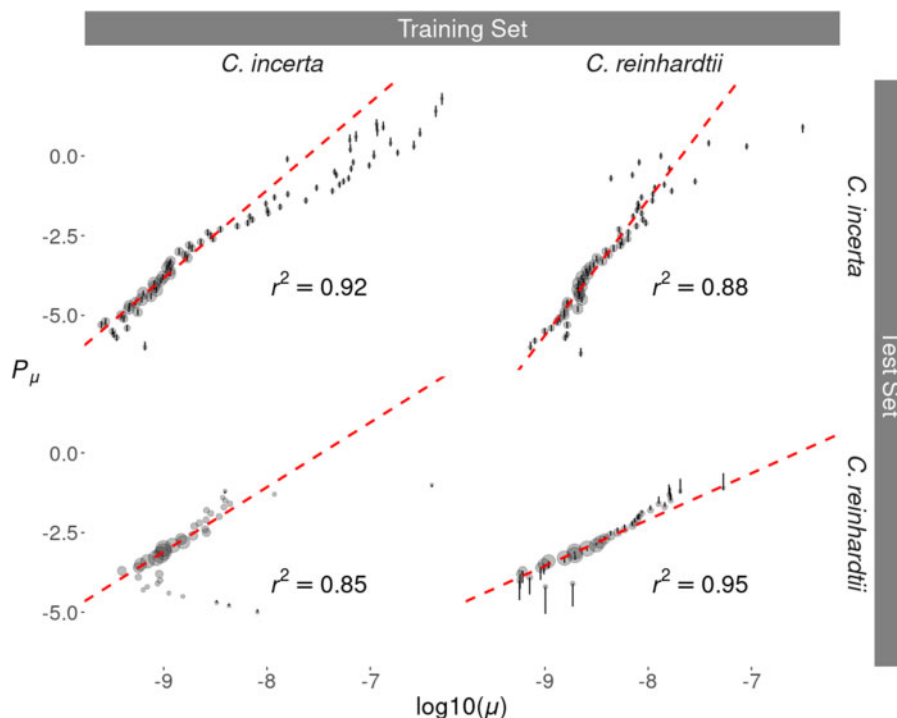 Training Set
C. incerta C. reinhardtii
0.0
-2.5
-5.0
r² = 0.92 r² = 0.88
C. incerta
Pμ
0.0
-2.5
-5.0
r² = 0.85 r² = 0.95
C. reinhardtii
Test Set
-9 -8 -7 -9 -8 -7
log10(μ)